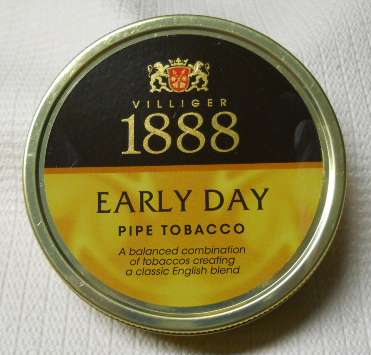 VILLIGER
1888
EARLY DAY
PIPE TOBACCO
A balanced combination
of tobaccos creating
a classic English blend